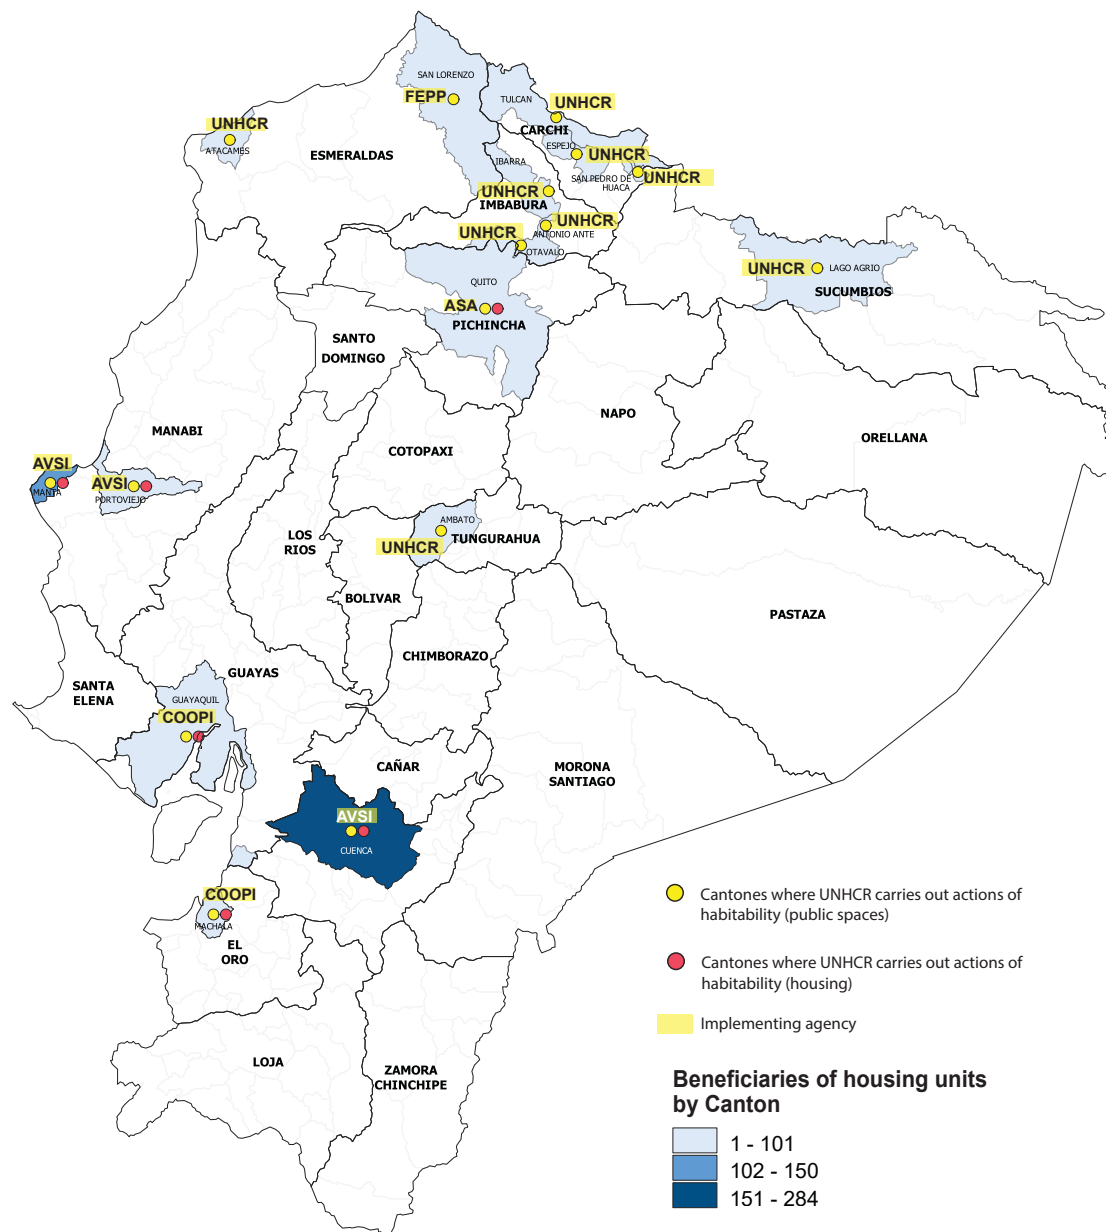 SAN LORENZO
FEPP
TULCAN
UNHCR
CARCHI
UNHCR
ATACAMES
ESMERALDAS
ESPEJO
UNHCR
IBARRA
SAN PEDRO DE
HUACA
UNHCR
UNHCR
IMBABURA
UNHCR
ANTONIO ANTE
UNHCR
OTAVALO
UNHCR
LAGO AGRIO
SUCUMBIOS
QUITO
ASA
PICHINCHA
SANTO
DOMINGO
NAPO
MANABI
ORELLANA
COTOPAXI
AVSI
MANTA
AVSI
PORTOVIEJO
AMBATO
LOS
RIOS
UNHCR
TUNGURAHUA
BOLIVAR
PASTAZA
CHIMBORAZO
GUAYAS
SANTA
ELENA
GUAYAQUIL
COOPI
CAÑAR
MORONA
SANTIAGO
AVSI
CUENCA
COOPI
MACHALA
EL
ORO
LOJA
ZAMORA
CHINCHIPE
Cantones where UNHCR carries out actions of
habitability (public spaces)
Cantones where UNHCR carries out actions of
habitability (housing)
Implementing agency
Beneficiaries of housing units
by Canton
1 - 101
102 - 150
151 - 284